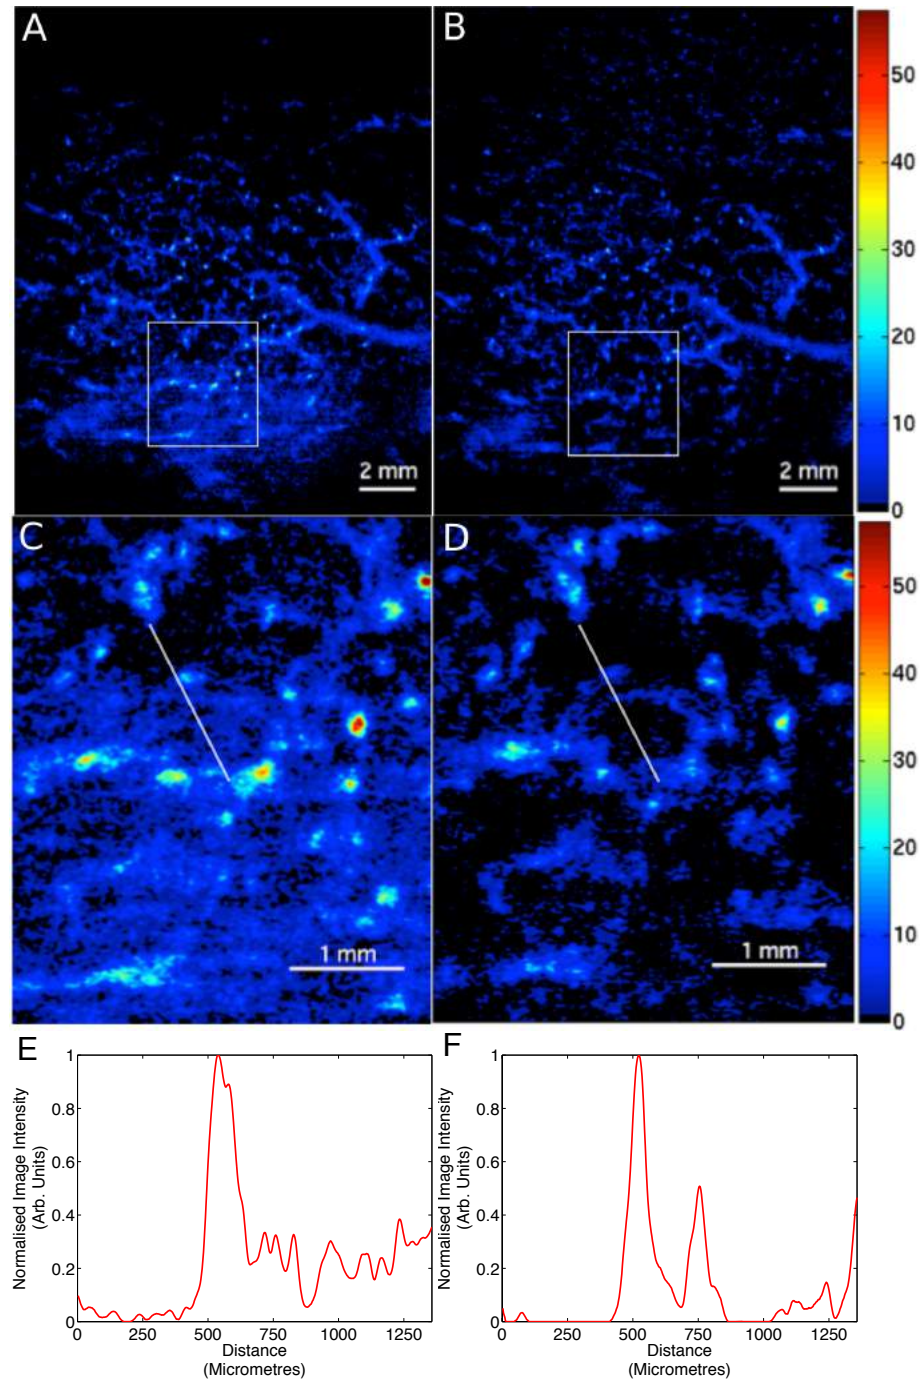 A
B
50
40
30
20
10
0
2 mm
2 mm
C
D
50
40
30
20
10
0
1 mm
1 mm
E
F
Normalised Image Intensity
(Arb. Units)
1
0.8
0.6
0.4
0.2
0
0
250
500
750
1000
1250
Distance
(Micrometres)
Normalised Image Intensity
(Arb. Units)
1
0.8
0.6
0.4
0.2
0
0
250
500
750
1000
1250
Distance
(Micrometres)